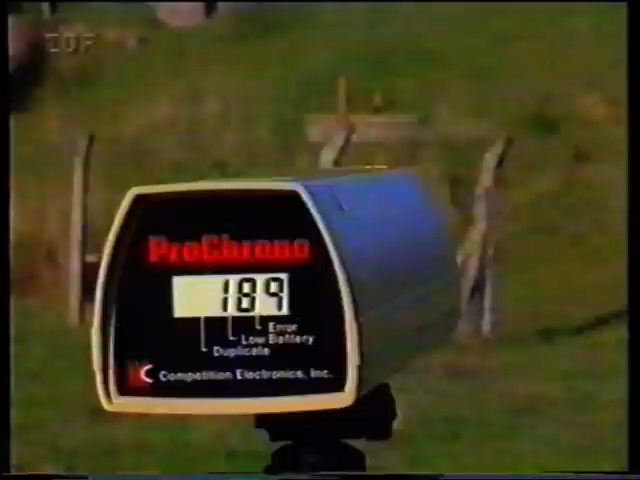 ZDF
ProChrono
189
Error
Low Battery
Duplicate
Competition Electronics, Inc.